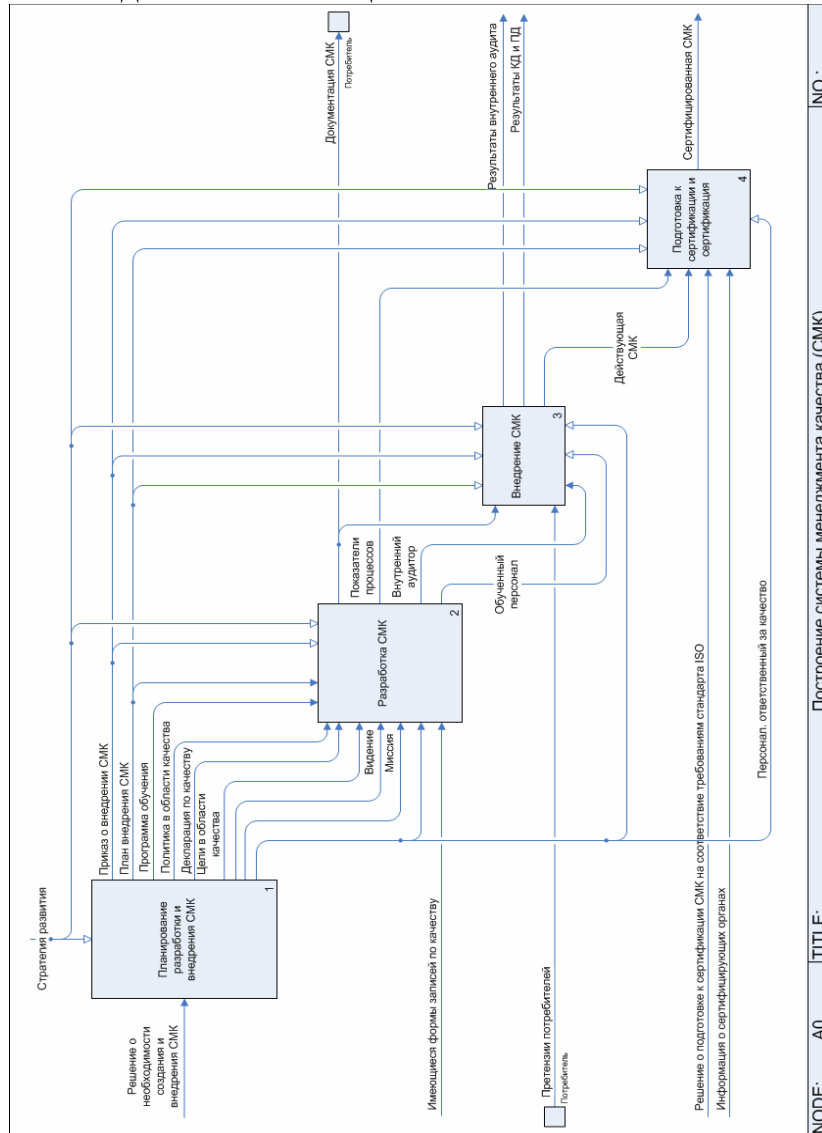 Стратегия развития
Решение о
необходимости
создания и
внедрения СМК
Планирование
разработки и
внедрения СМК
1
Приказ о внедрении СМК
План внедрения СМК
Программа обучения
Политика в области качества
Декларация по качеству
Цели в области
качества
Видение
Миссия
Имеющиеся формы записей по качеству
Разработка СМК
2
Показатели
процессов
Внутренний
аудитор
Обученный
персонал
Документация СМК
Потребитель
Претензии потребителей
Потребитель
Внедрение СМК
3
Результаты внутреннего аудита
Результаты КД и ПД
Действующая
СМК
Подготовка к
сертификации и
сертификация
4
Сертифицированная СМК
Решение о подготовке к сертификации СМК на соответствие требованиям стандарта ISO
Информация о сертифицирующих органах
Персонал, ответственный за качество
NODE: A0
TITLE: Построение системы менеджмента качества (СМК)
NO.: